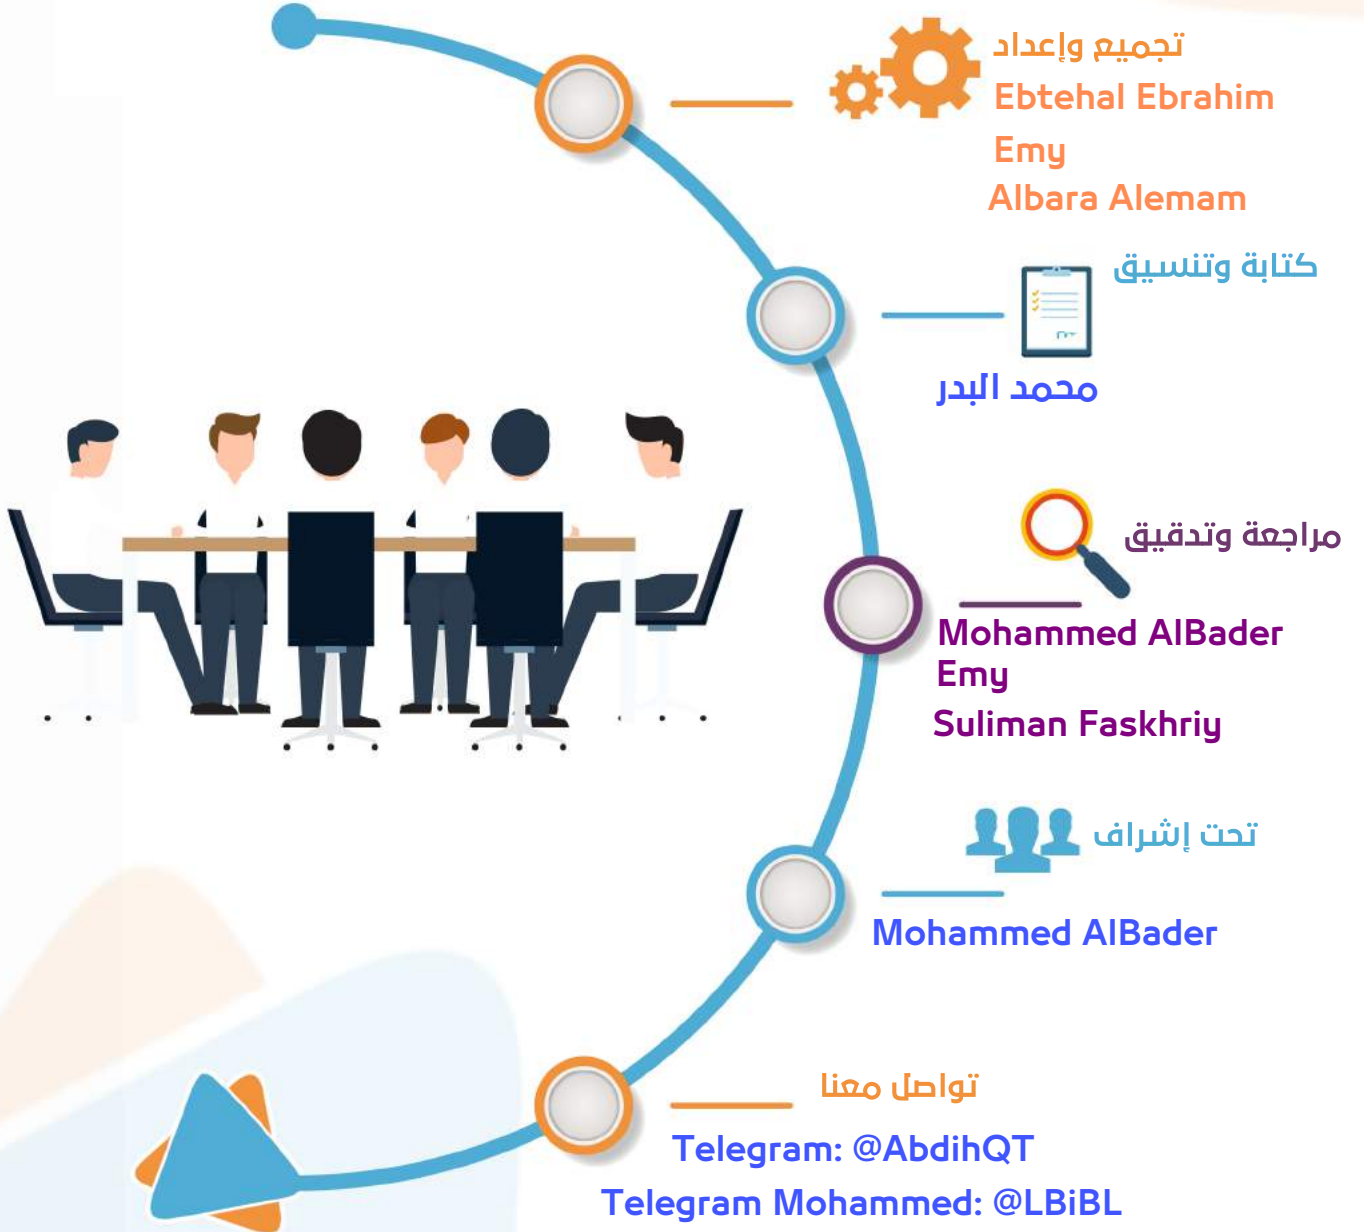 تجميع وإعداد
Ebtehal Ebrahim
Emy
Albara Alemam
كتابة وتنسيق
محمد البدر
مراجعة وتدقيق
Mohammed AlBader
Emy
Suliman Faskhriy
تحت إشراف
Mohammed AlBader
تواصل معنا
Telegram: @AbdihQT
Telegram Mohammed: @LBiBL